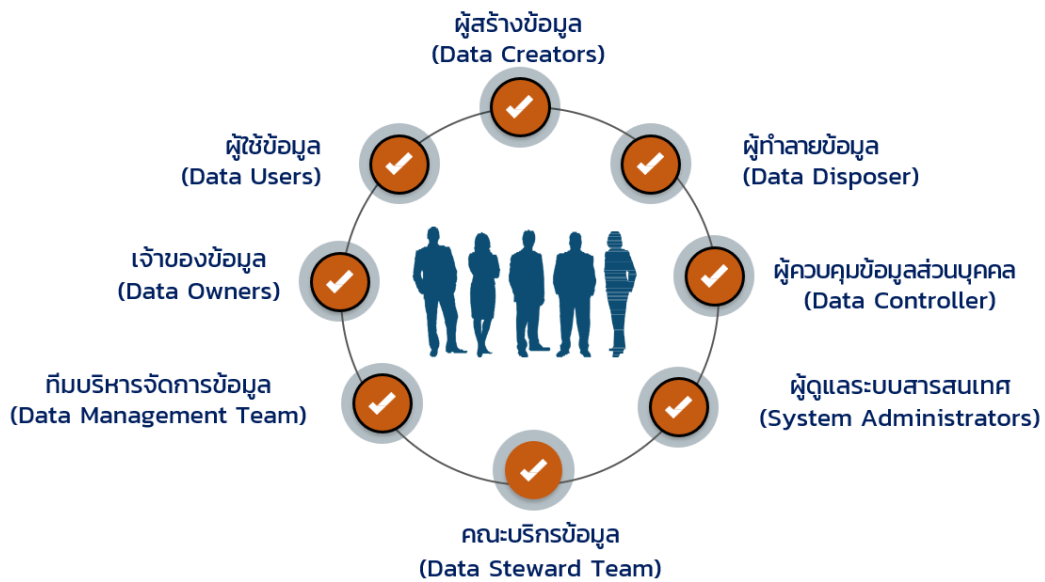 ผู้สร้างข้อมูล
(Data Creators)
ผู้ใช้ข้อมูล
(Data Users)
ผู้ทำลายข้อมูล
(Data Disposer)
เจ้าของข้อมูล
(Data Owners)
ผู้ควบคุมข้อมูลส่วนบุคคล
(Data Controller)
ทีมบริหารจัดการข้อมูล
(Data Management Team)
ผู้ดูแลระบบสารสนเทศ
(System Administrators)
คณะบริกรข้อมูล
(Data Steward Team)